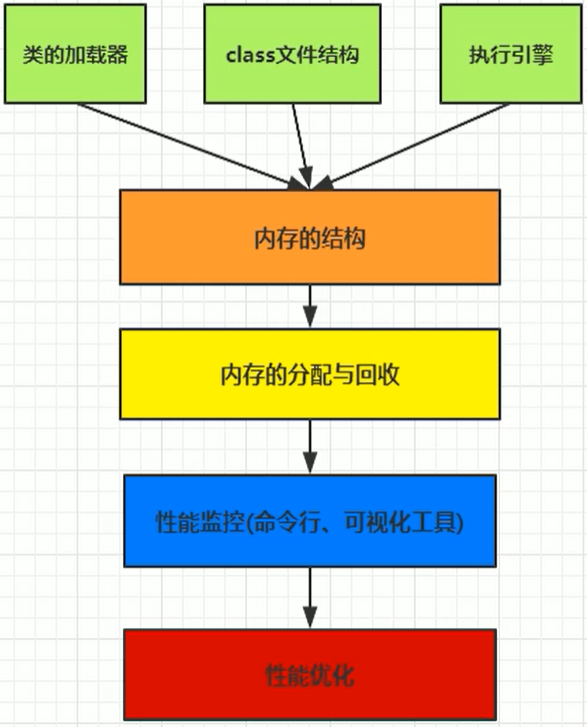 类的加载器
class文件结构
执行引擎
内存的结构
内存的分配与回收
性能监控(命令行、可视化工具)
性能优化